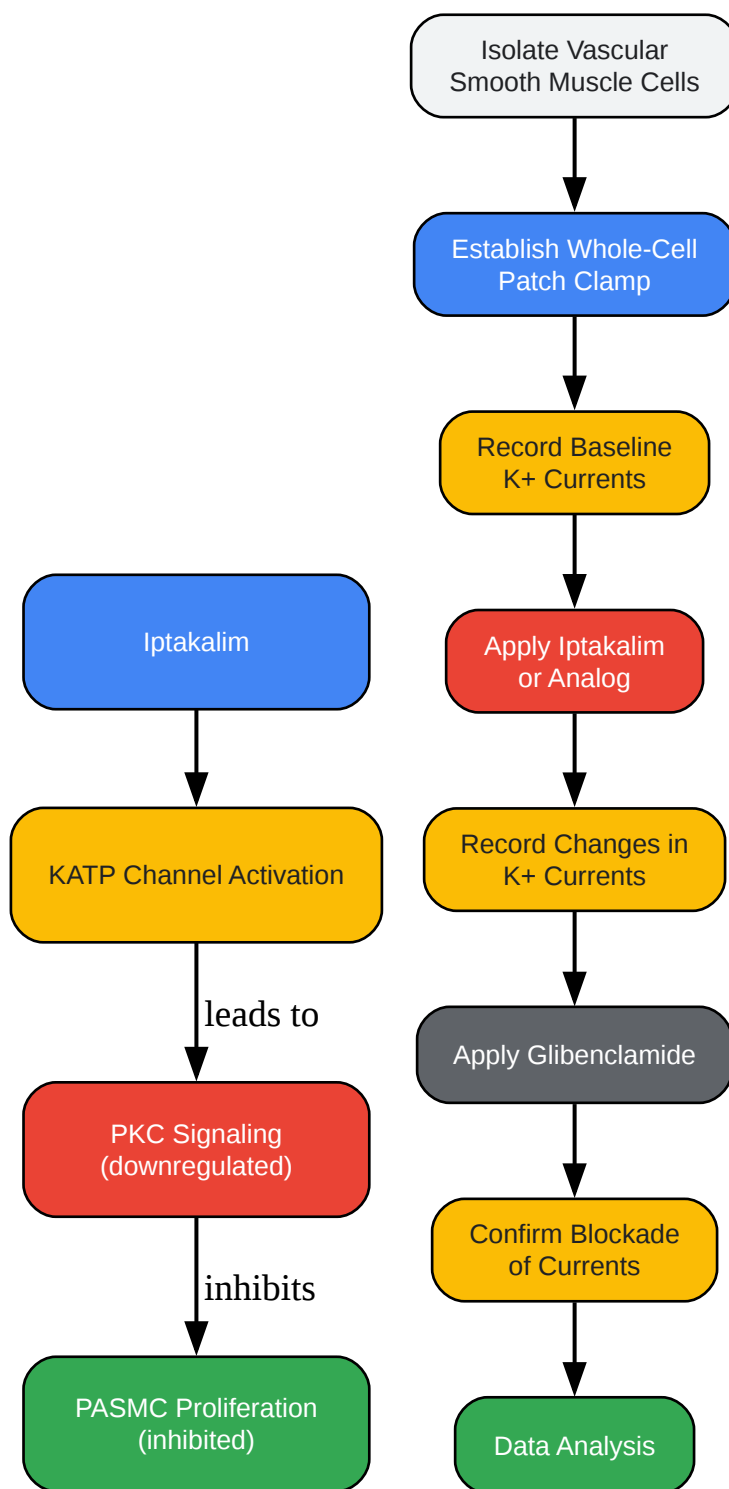 Isolate Vascular
Smooth Muscle Cells
Establish Whole-Cell
Patch Clamp
Record Baseline
K+ Currents
Apply Iptakalim
or Analog
Record Changes in
K+ Currents
Apply Glibenclamide
Confirm Blockade
of Currents
Data Analysis
Iptakalim
KATP Channel Activation
leads to
PKC Signaling
(downregulated)
inhibits
PASMC Proliferation
(inhibited)